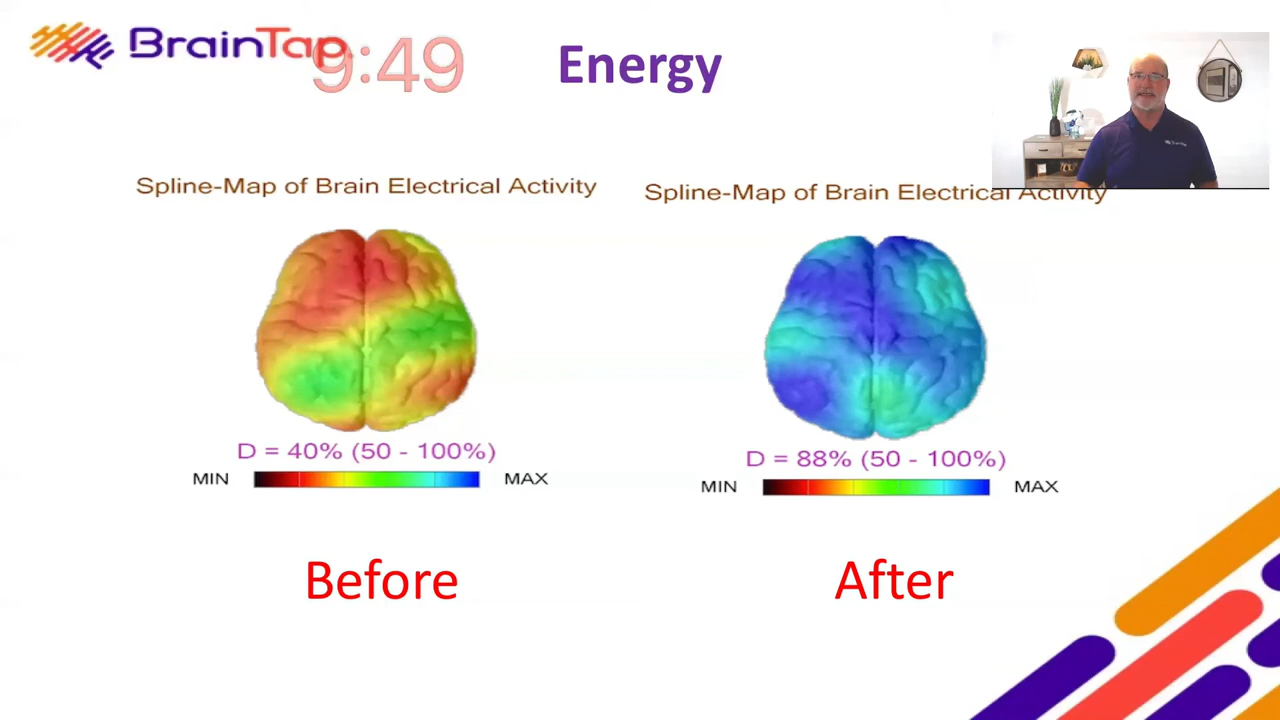 BrainTap
9:49
Energy
Spline-Map of Brain Electrical Activity
Spline-Map of Brain Electrical Activity
D = 40% (50 - 100%)
MIN
MAX
D = 88% (50 - 100%)
MIN
MAX
Before
After
BrainTap